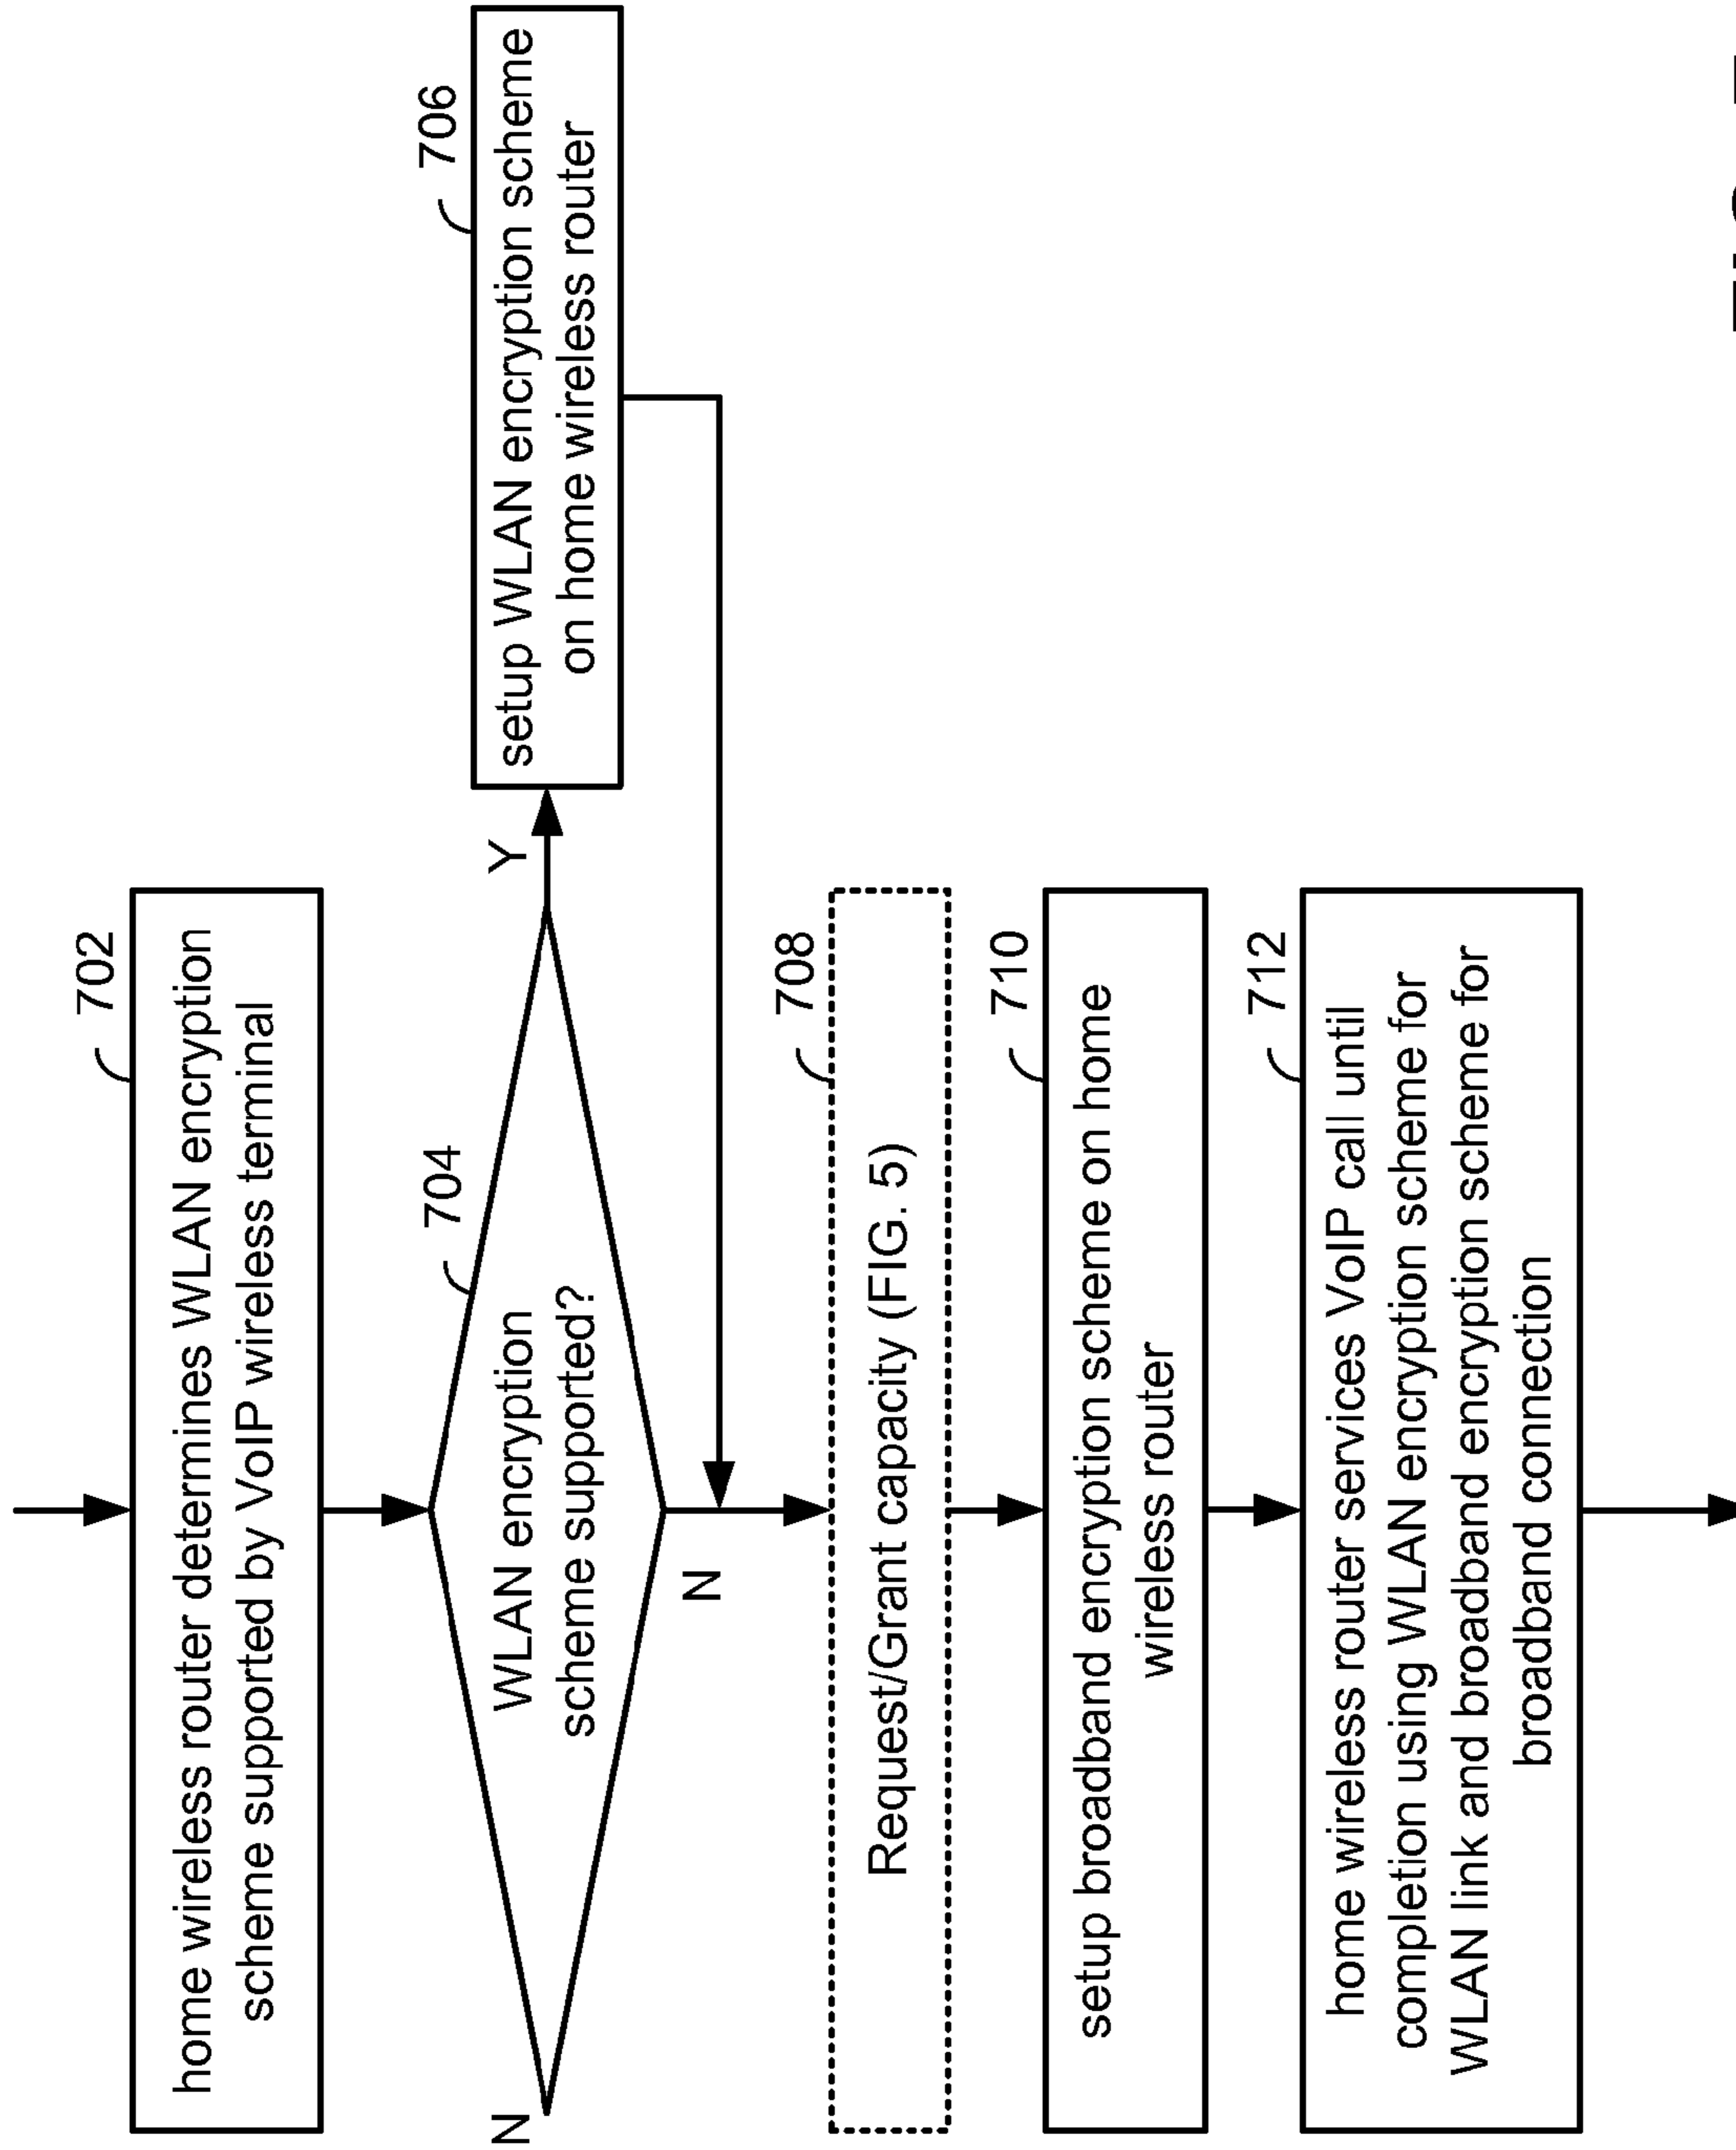 702
home wireless router determines WLAN encryption
scheme supported by VoIP wireless terminal
704
WLAN encryption
scheme supported?
N
Y
N
706
setup WLAN encryption scheme
on home wireless router
708
Request/Grant capacity (FIG. 5)
710
setup broadband encryption scheme on home
wireless router
712
home wireless router services VoIP call until
completion using WLAN encryption scheme for
WLAN link and broadband encryption scheme for
broadband connection